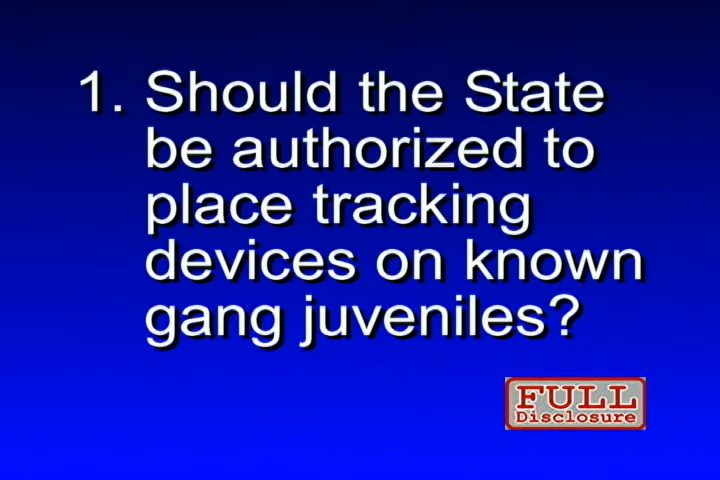 1. Should the State
be authorized to
place tracking
devices on known
gang juveniles?
FULL
Disclosure